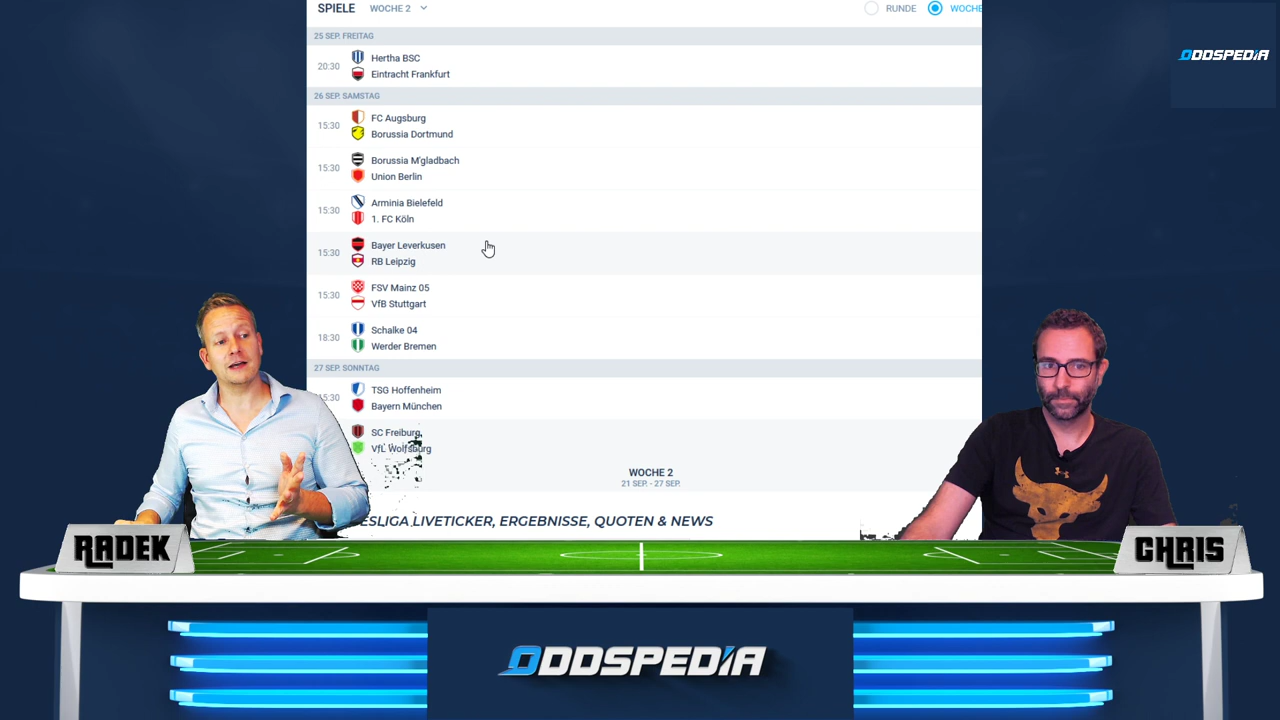 SPIELE WOCHE 2 RUNDE WOCHE
25 SEP. FREITAG
20:30 Hertha BSC
Eintracht Frankfurt
26 SEP. SAMSTAG
15:30 FC Augsburg
Borussia Dortmund
15:30 Borussia M'gladbach
Union Berlin
15:30 Arminia Bielefeld
1. FC Köln
15:30 Bayer Leverkusen
RB Leipzig
15:30 FSV Mainz 05
VfB Stuttgart
18:30 Schalke 04
Werder Bremen
27 SEP. SONNTAG
15:30 TSG Hoffenheim
Bayern München
SC Freiburg
VfL Wolfsburg
WOCHE 2
21 SEP. - 27 SEP.
ESLIGA LIVETICKER, ERGEBNISSE, QUOTEN & NEWS
ODDSPEDIA
RADEK
CHRIS
ODDSPEDIA